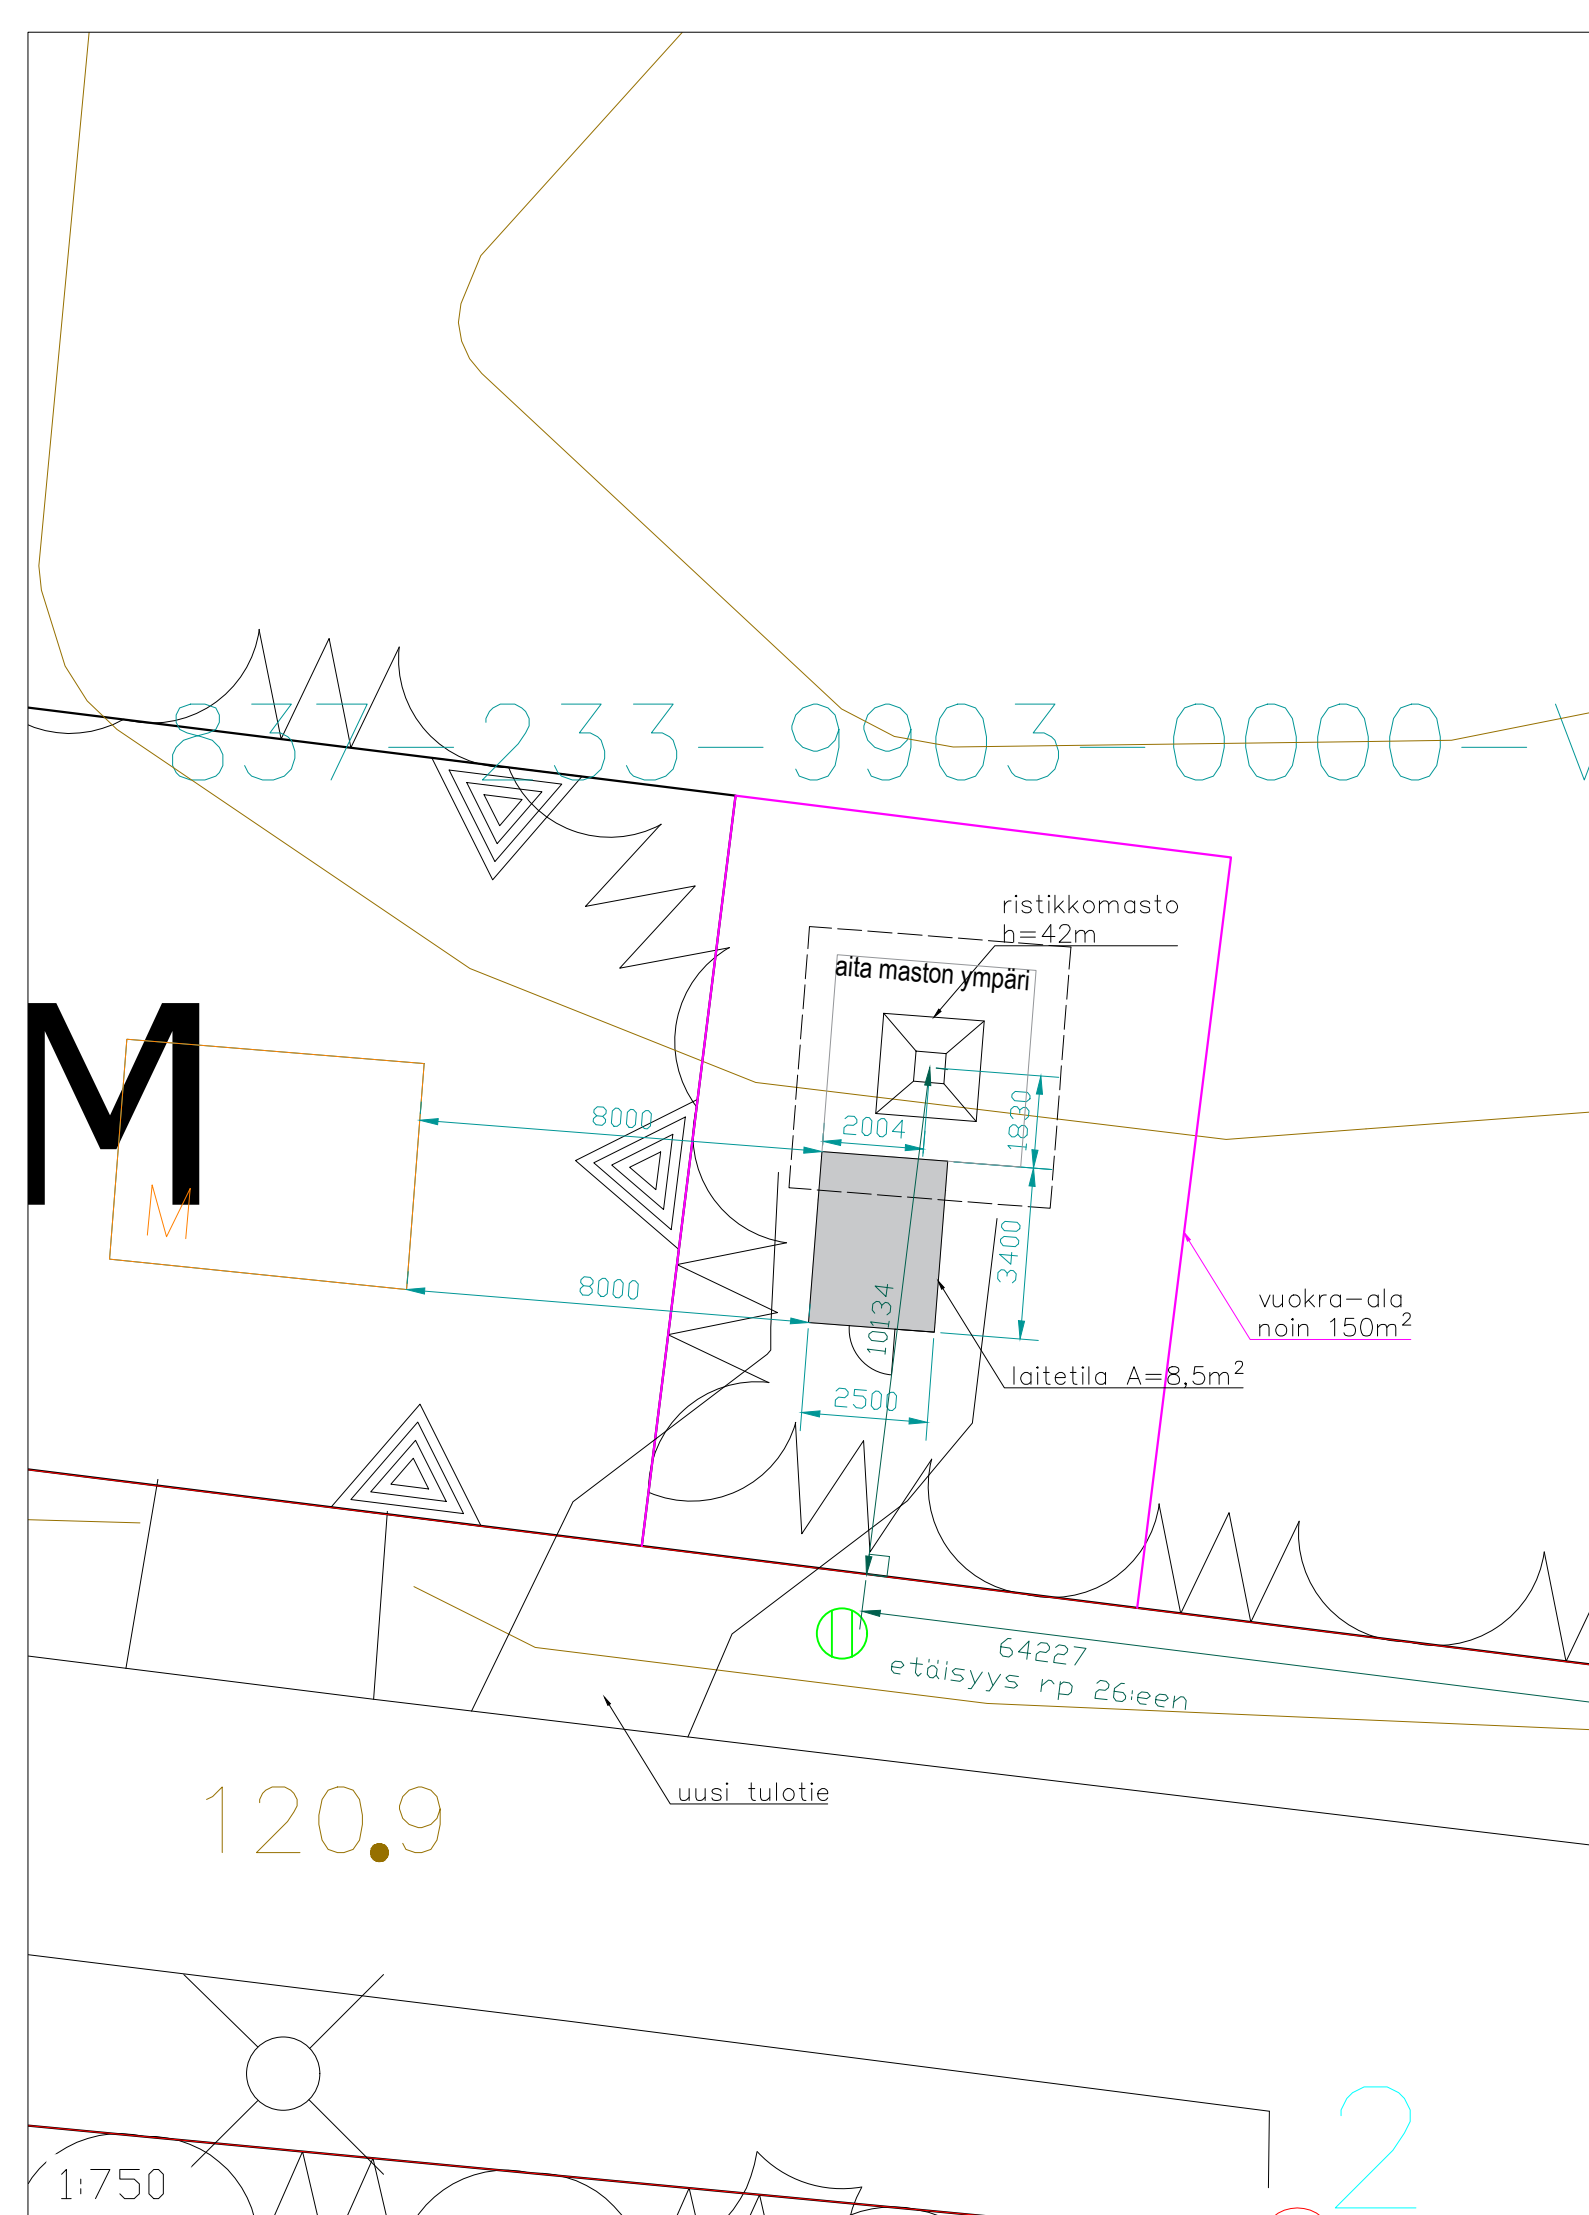 837-233-9903-0000-V
ristikkomasto
h=42m
aita maston ympäri
M
M
8000
2004
1830
8000
3400
10134
2500
vuokra-ala
noin 150m²
laitetila A=8,5m²
64227
etäisyys rp 26:een
uusi tulotie
120.9
2
1:750